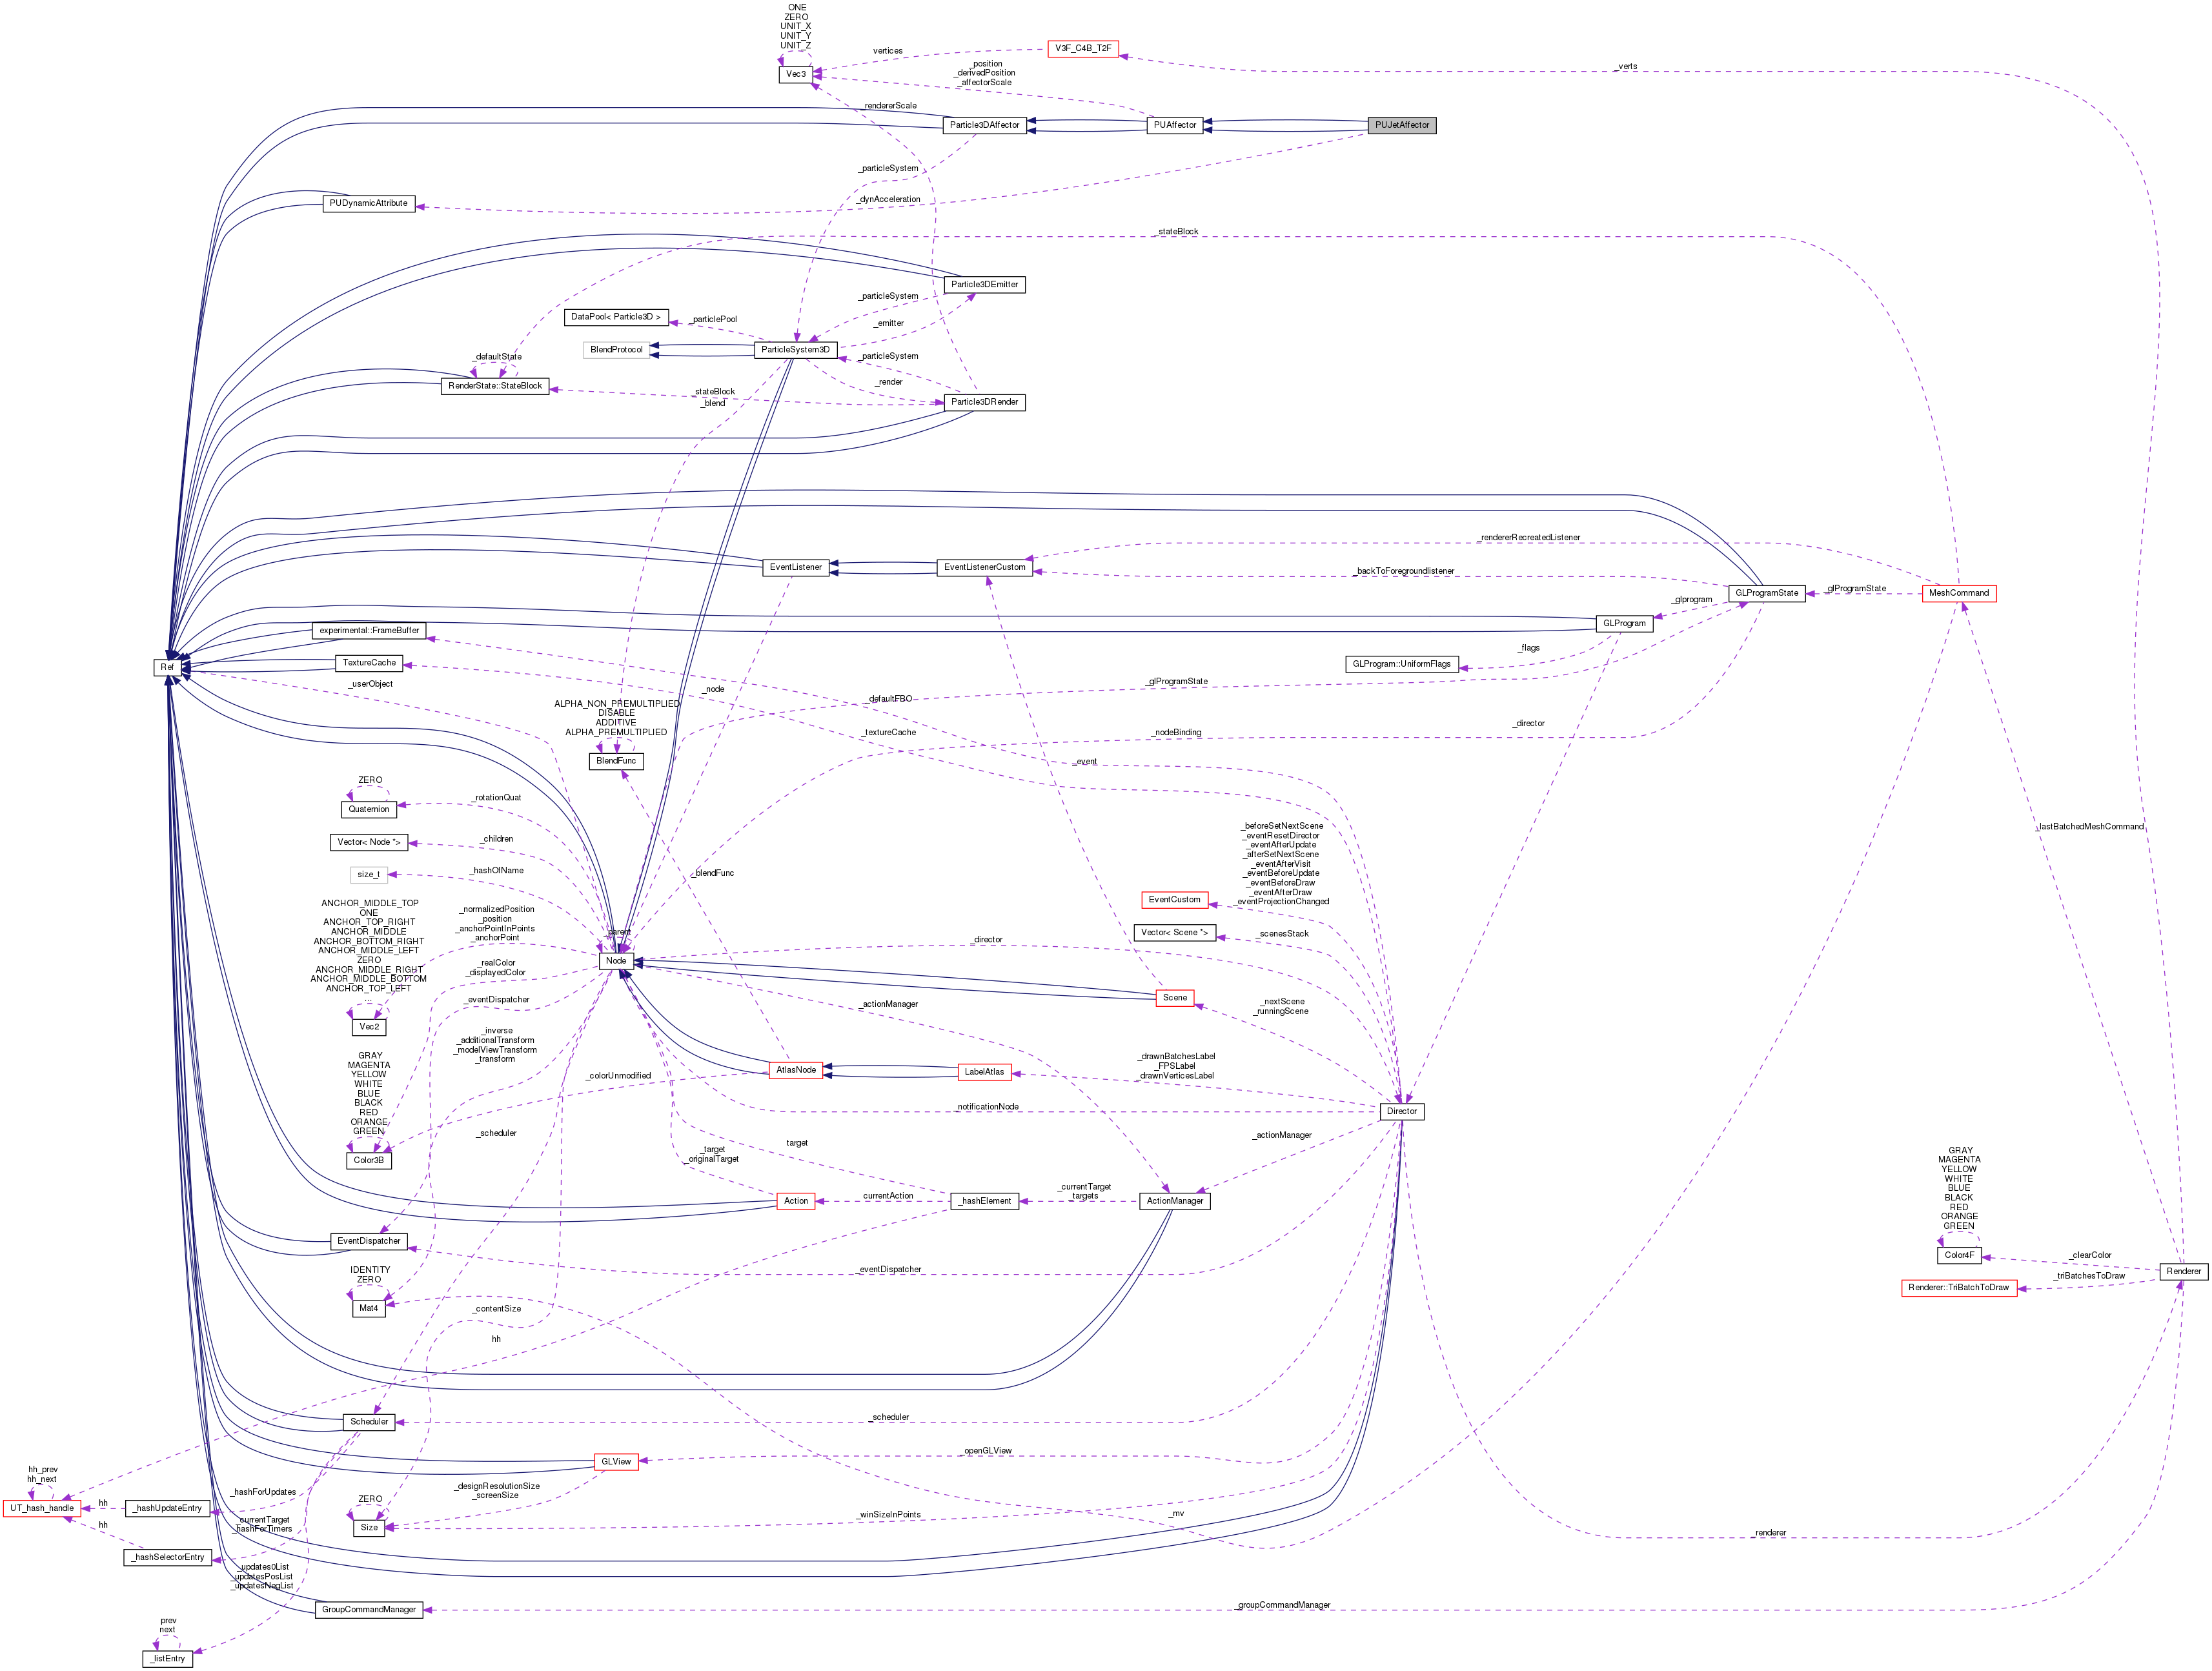 ONE
ZERO
UNIT_X
UNIT_Y
UNIT_Z
Vec3
vertices
V3F_C4B_T2F
_verts
_position
_derivedPosition
_affectorScale
_rendererScale
Particle3DAffector
PUAffector
PUJetAffector
_particleSystem
PUDynamicAttribute
_dynAcceleration
_stateBlock
Particle3DEmitter
_particleSystem
DataPool< Particle3D >
_particlePool
_emitter
BlendProtocol
ParticleSystem3D
_defaultState
_particleSystem
RenderState::StateBlock
_stateBlock
_blend
_render
Particle3DRender
_rendererRecreatedListener
EventListener
EventListenerCustom
_backToForegroundlistener
GLProgramState
_glProgramState
MeshCommand
_glprogram
experimental::FrameBuffer
GLProgram
_flags
Ref
TextureCache
GLProgram::UniformFlags
_userObject
_node
_glProgramState
_defaultFBO
ALPHA_NON_PREMULTIPLIED
DISABLE
ADDITIVE
ALPHA_PREMULTIPLIED
_textureCache
_nodeBinding
_director
BlendFunc
_event
ZERO
Quaternion
_rotationQuat
Vector< Node *>
_children
size_t
_hashOfName
_blendFunc
_beforeSetNextScene
_eventResetDirector
_eventAfterUpdate
_afterSetNextScene
_eventAfterVisit
_eventBeforeUpdate
_eventBeforeDraw
_eventAfterDraw
_eventProjectionChanged
_lastBatchedMeshCommand
EventCustom
Vector< Scene *>
_scenesStack
ANCHOR_MIDDLE_TOP
ONE
ANCHOR_TOP_RIGHT
ANCHOR_MIDDLE
ANCHOR_BOTTOM_RIGHT
ANCHOR_MIDDLE_LEFT
ZERO
ANCHOR_MIDDLE_RIGHT
ANCHOR_MIDDLE_BOTTOM
ANCHOR_TOP_LEFT
...
Vec2
_normalizedPosition
_position
_anchorPointInPoints
_anchorPoint
_parent
Node
_director
_realColor
_displayedColor
_eventDispatcher
_actionManager
Scene
_nextScene
_runningScene
_inverse
_additionalTransform
_modelViewTransform
_transform
GRAY
MAGENTA
YELLOW
WHITE
BLUE
BLACK
RED
ORANGE
GREEN
Color3B
_colorUnmodified
AtlasNode
LabelAtlas
_drawnBatchesLabel
_FPSLabel
_drawnVerticesLabel
_notificationNode
Director
_scheduler
target
_target
_originalTarget
_actionManager
Action
currentAction
_hashElement
_currentTarget
_targets
ActionManager
EventDispatcher
_eventDispatcher
IDENTITY
ZERO
Mat4
_contentSize
hh
GRAY
MAGENTA
YELLOW
WHITE
BLUE
BLACK
RED
ORANGE
GREEN
Color4F
_clearColor
Renderer
Renderer::TriBatchToDraw
_triBatchesToDraw
Scheduler
_scheduler
GLView
_openGLView
hh_prev
hh_next
UT_hash_handle
hh
_hashUpdateEntry
_hashForUpdates
_designResolutionSize
_screenSize
ZERO
Size
_winSizeInPoints
_mv
hh
_currentTarget
_hashForTimers
_renderer
_hashSelectorEntry
_updates0List
_updatesPosList
_updatesNegList
GroupCommandManager
_groupCommandManager
prev
next
_listEntry